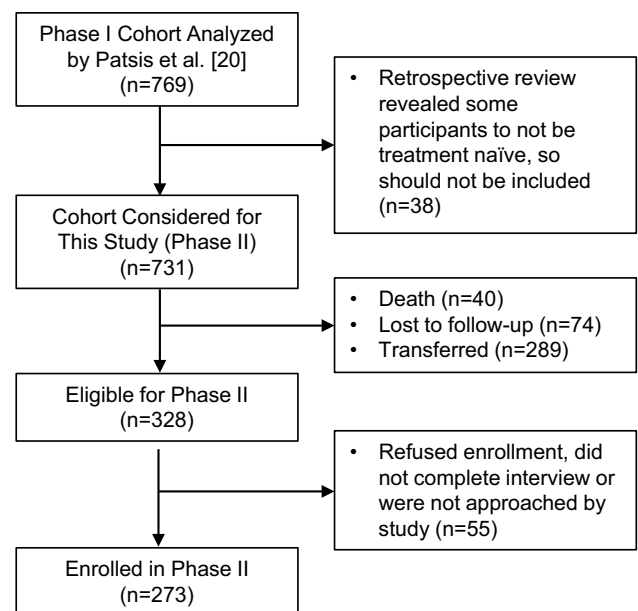 Phase I Cohort Analyzed
by Patsis et al. [20]
(n=769)
• Retrospective review
revealed some
participants to not be
treatment naïve, so
should not be included
(n=38)
Cohort Considered for
This Study (Phase II)
(n=731)
• Death (n=40)
• Lost to follow-up (n=74)
• Transferred (n=289)
Eligible for Phase II
(n=328)
• Refused enrollment, did
not complete interview or
were not approached by
study (n=55)
Enrolled in Phase II
(n=273)